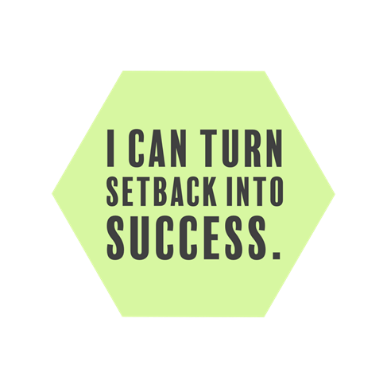 I CAN TURN
SETBACK INTO
SUCCESS.